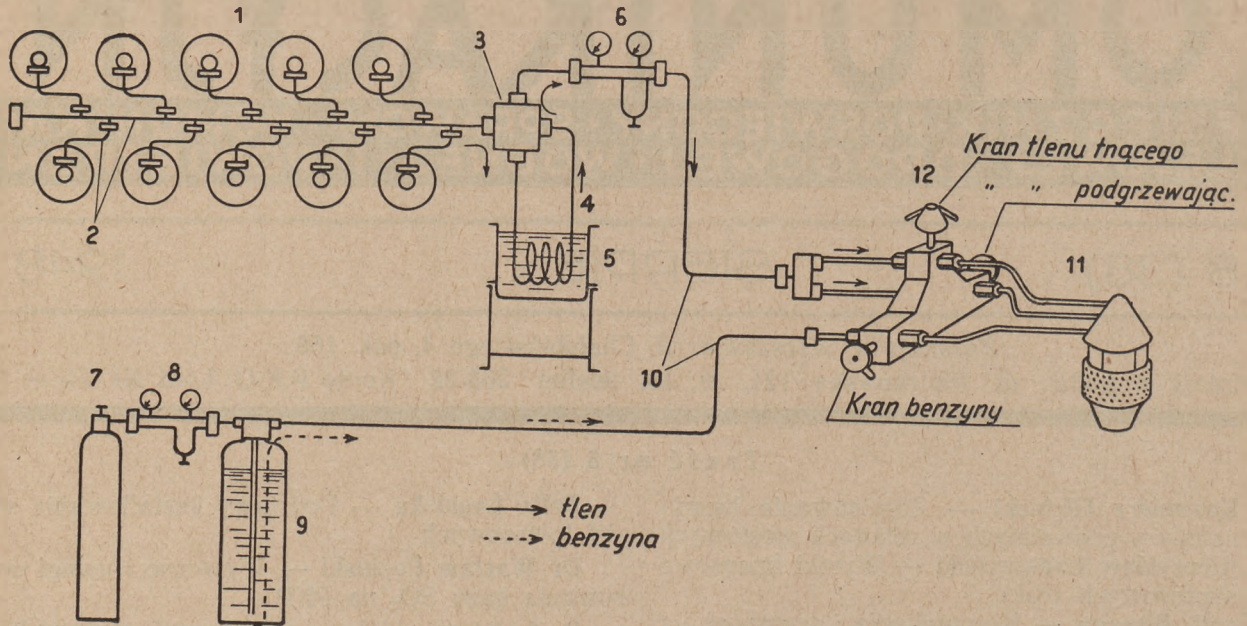 1
6
3
Kran tlenu tnącego
12
" " podgrzewając.
2
4
5
11
10
7
8
Kran benzyny
9
tlen
benzyna